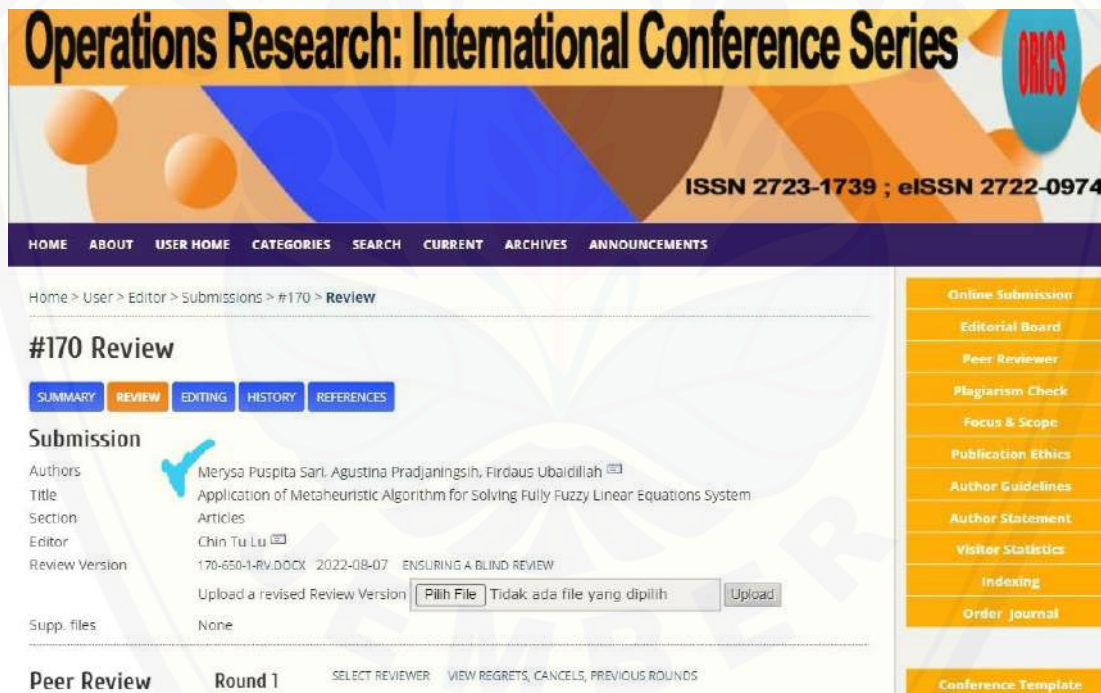 Operations Research: International Conference Series
ORICS
ISSN 2723-1739 ; eISSN 2722-0974
HOME ABOUT USER HOME CATEGORIES SEARCH CURRENT ARCHIVES ANNOUNCEMENTS
Home > User > Editor > Submissions > #170 > Review
#170 Review
SUMMARY REVIEW EDITING HISTORY REFERENCES
Submission
Authors Merysa Puspita Sari, Agustina Pradjaningsih, Firdaus Ubaidillah
Title Application of Metaheuristic Algorithm for Solving Fully Fuzzy Linear Equations System
Section Articles
Editor Chin Tu Lu
Review Version 170-650-1-RV.DOCX 2022-08-07 ENSURING A BLIND REVIEW
Upload a revised Review Version Pilih File Tidak ada file yang dipilih Upload
Supp. files None
Peer Review Round 1 SELECT REVIEWER VIEW REGRETS, CANCELS, PREVIOUS ROUNDS
Online Submission
Editorial Board
Peer Reviewer
Plagiarism Check
Focus & Scope
Publication Ethics
Author Guidelines
Author Statement
Visitor Statistics
Indexing
Order Journal
Conference Template